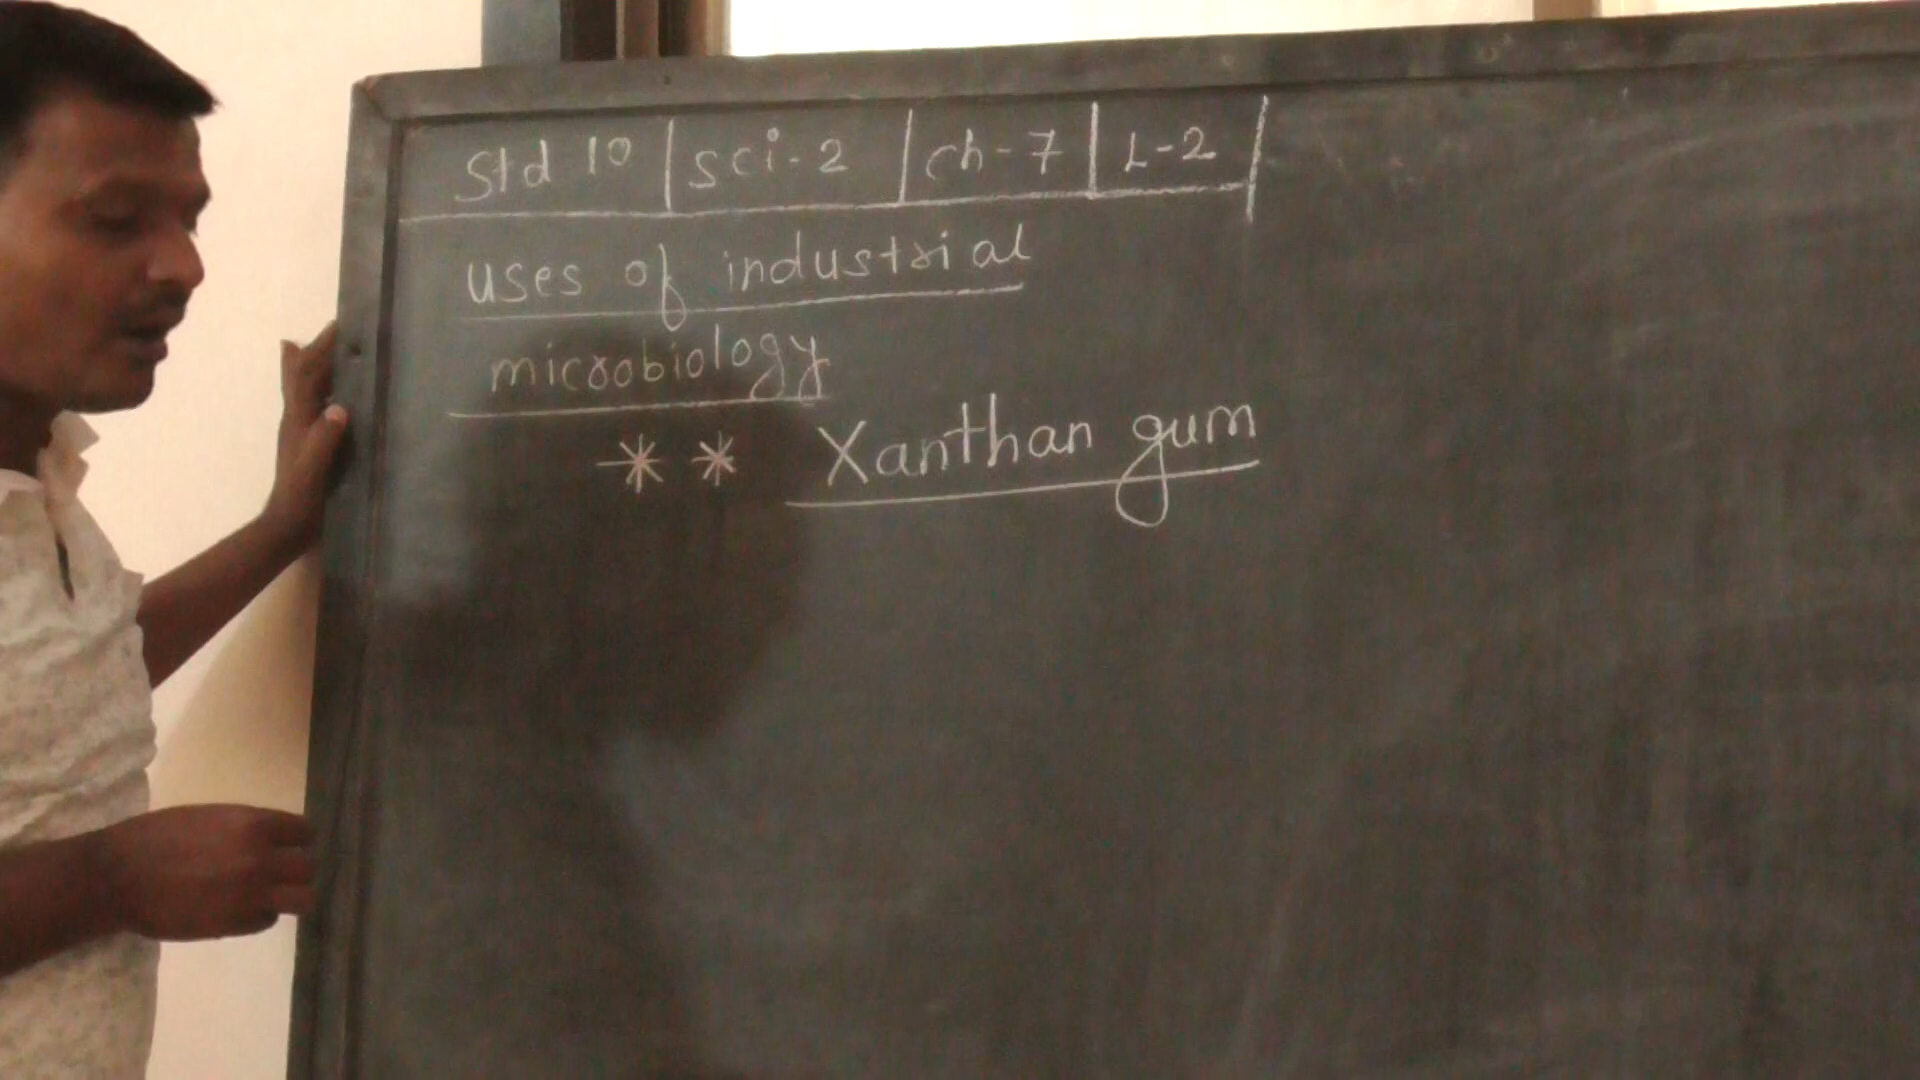 Std 10 | Sci-2 | Ch-7 | L-2 |
uses of industrial
microbiology
** Xanthan gum